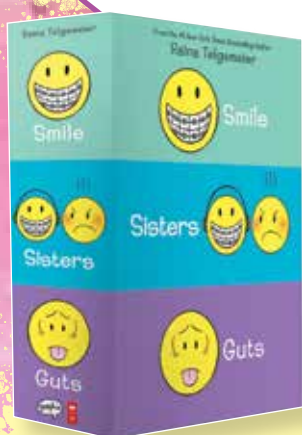 Raina Telgemeier
Smile
Sisters
Guts
From the #1 New York Times bestselling author
Raina Telgemeier
Smile
Sisters
Guts